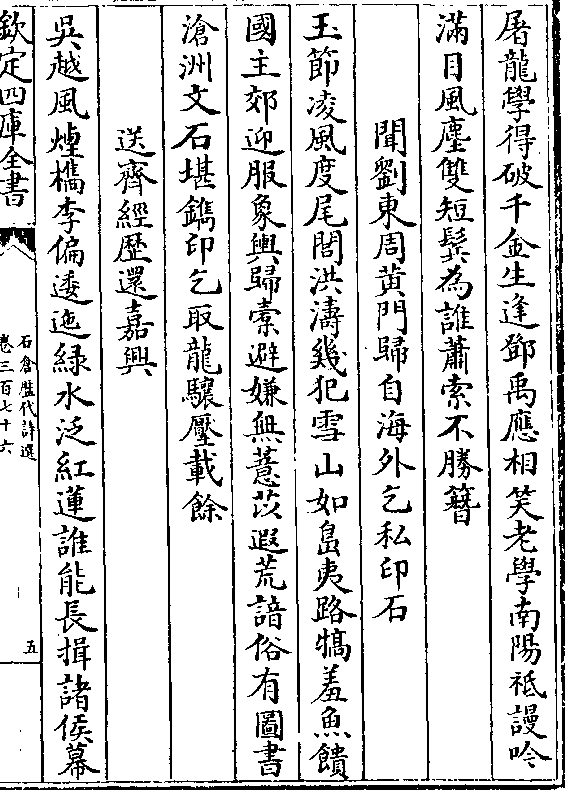 屠龍學得破千金生逢鄧禹應相笑老學南陽祗謾吟
滿目風塵雙短鬂為誰蕭索不勝簪
聞劉東周黄門歸自海外乞私印石
玉節凌風度尾閭洪濤幾犯雪山如島夷路犒羞魚饋
國主郊迎服象輿歸橐避嫌無薏苡遐荒諳俗有圖書
滄洲文石堪鐫印乞取龍驤壓載餘
送齊經歴還嘉興
吳越風煙檇李偏逶迤緑水泛紅蓮誰能長揖諸侯幕
欽定四庫全書
石倉歴代詩選
卷三百七十六
五